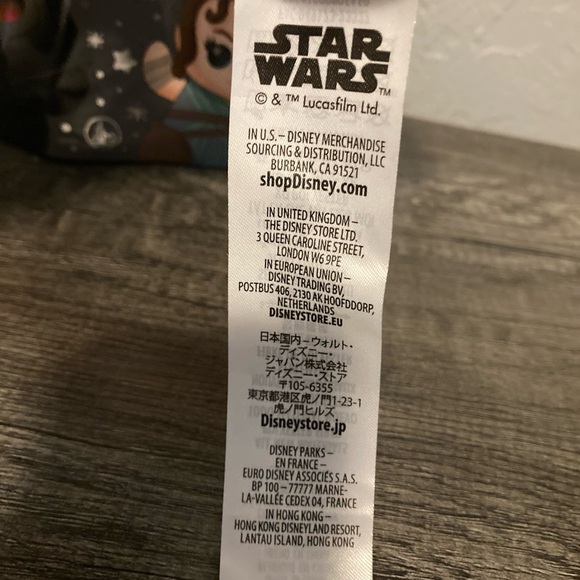 STAR
WARS™
© & ™ Lucasfilm Ltd.
IN U.S.– DISNEY MERCHANDISE
SOURCING & DISTRIBUTION, LLC
BURBANK, CA 91521
shopDisney.com
IN UNITED KINGDOM –
THE DISNEY STORE LTD.
3 QUEEN CAROLINE STREET,
LONDON W6 9PE
IN EUROPEAN UNION –
DISNEY TRADING BV,
POSTBUS 406, 2130 AK HOOFDDORP,
NETHERLANDS
DISNEYSTORE.EU
日本国内－ウォルト・
ディズニー・
ジャパン株式会社
ディズニー・ストア
〒105-6355
東京都港区虎ノ門1-23-1
虎ノ門ヒルズ
Disneystore.jp
DISNEY PARKS –
EN FRANCE –
EURO DISNEY ASSOCIÉS S.A.S.
BP 100 – 77777 MARNE-
LA-VALLÉE CEDEX 04, FRANCE
IN HONG KONG –
HONG KONG DISNEYLAND RESORT,
LANTAU ISLAND, HONG KONG